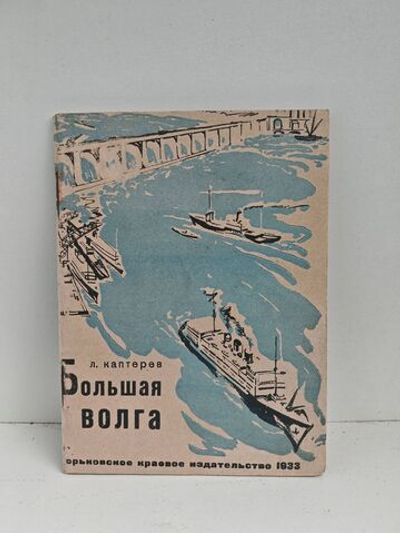 л. каптерев
Большая
волга
орьковское краевое издательство 1933